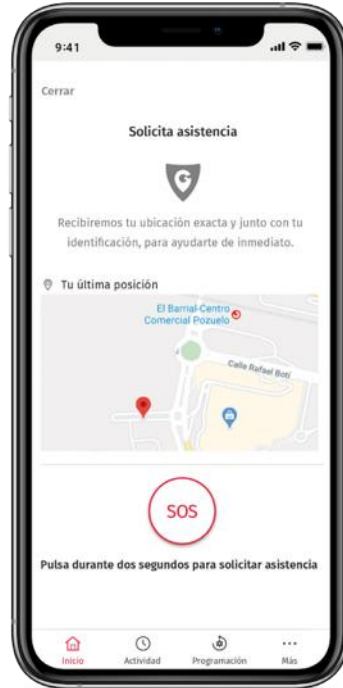 9:41
Cerrar
Solicita asistencia
G
Recibiremos tu ubicación exacta y junto con tu
identificación, para ayudarte de inmediato.
Tu última posición
El Barrial-Centro
Comercial Pozuelo
Calle Rafael Botí
SOS
Pulsa durante dos segundos para solicitar asistencia
Inicio
Actividad
Programación
Más